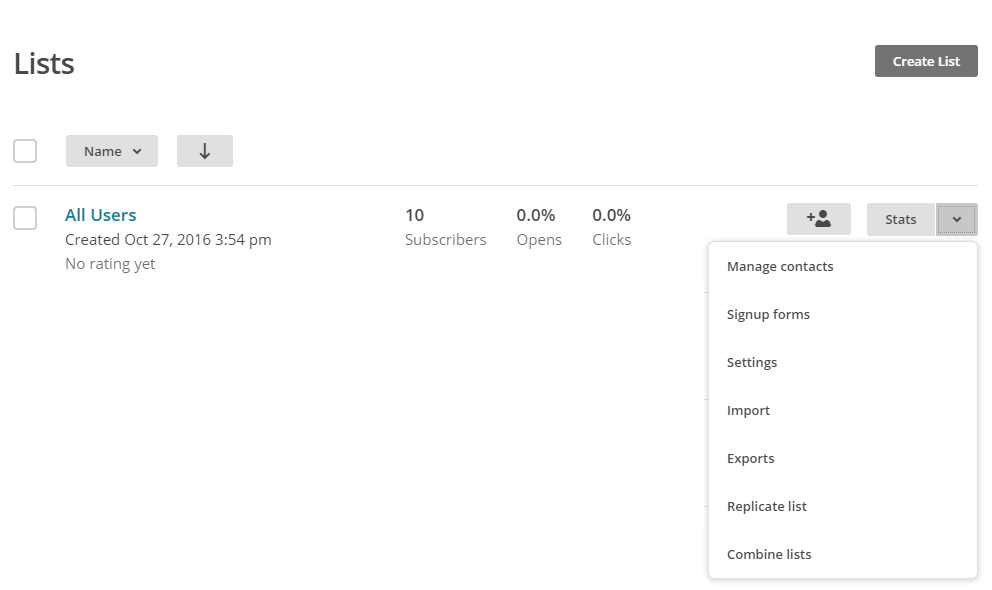 Lists
Create List
Name
All Users
10
0.0%
0.0%
Stats
Created Oct 27, 2016 3:54 pm
Subscribers
Opens
Clicks
No rating yet
Manage contacts
Signup forms
Settings
Import
Exports
Replicate list
Combine lists